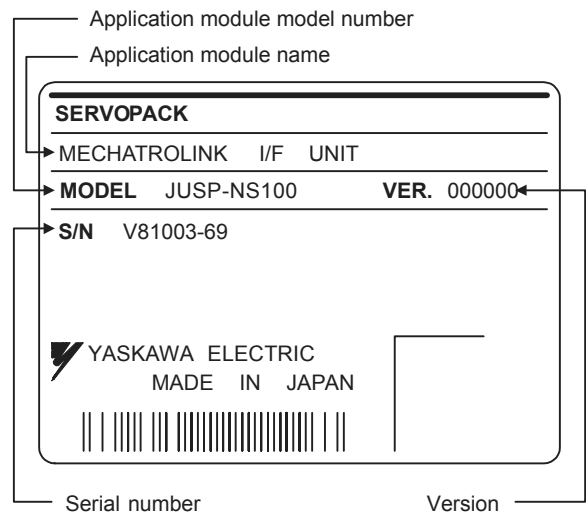 Application module model number
Application module name
SERVOPACK
MECHATROLINK I/F UNIT
MODEL JUSP-NS100 VER. 000000
S/N V81003-69
YASKAWA ELECTRIC
MADE IN JAPAN
Serial number Version